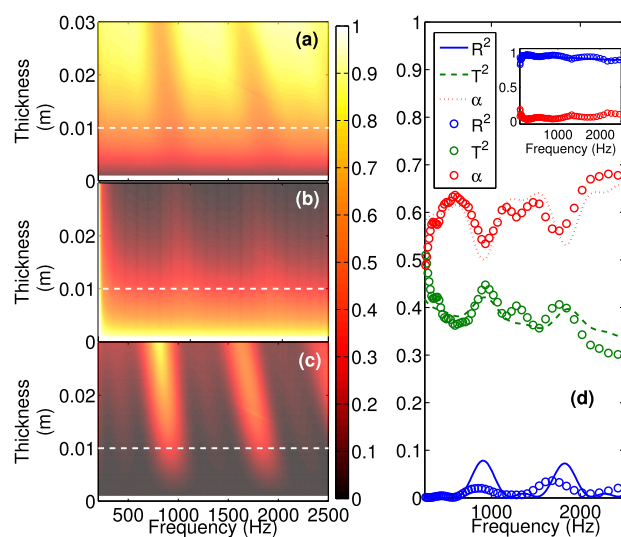 0.03
0.02
0.01
0
Thickness
(m)
(a)
0.02
0.01
0
Thickness
(m)
(b)
0.02
0.01
0
Thickness
(m)
(c)
500 1000 1500 2000 2500
Frequency (Hz)
1
0.9
0.8
0.7
0.6
0.5
0.4
0.3
0.2
0.1
0
1
0.9
0.8
0.7
0.6
0.5
0.4
0.3
0.2
0.1
0
R²
T²
α
R²
T²
α
1
0.5
0
1000 2000
Frequency (Hz)
(d)
1000 2000
Frequency (Hz)